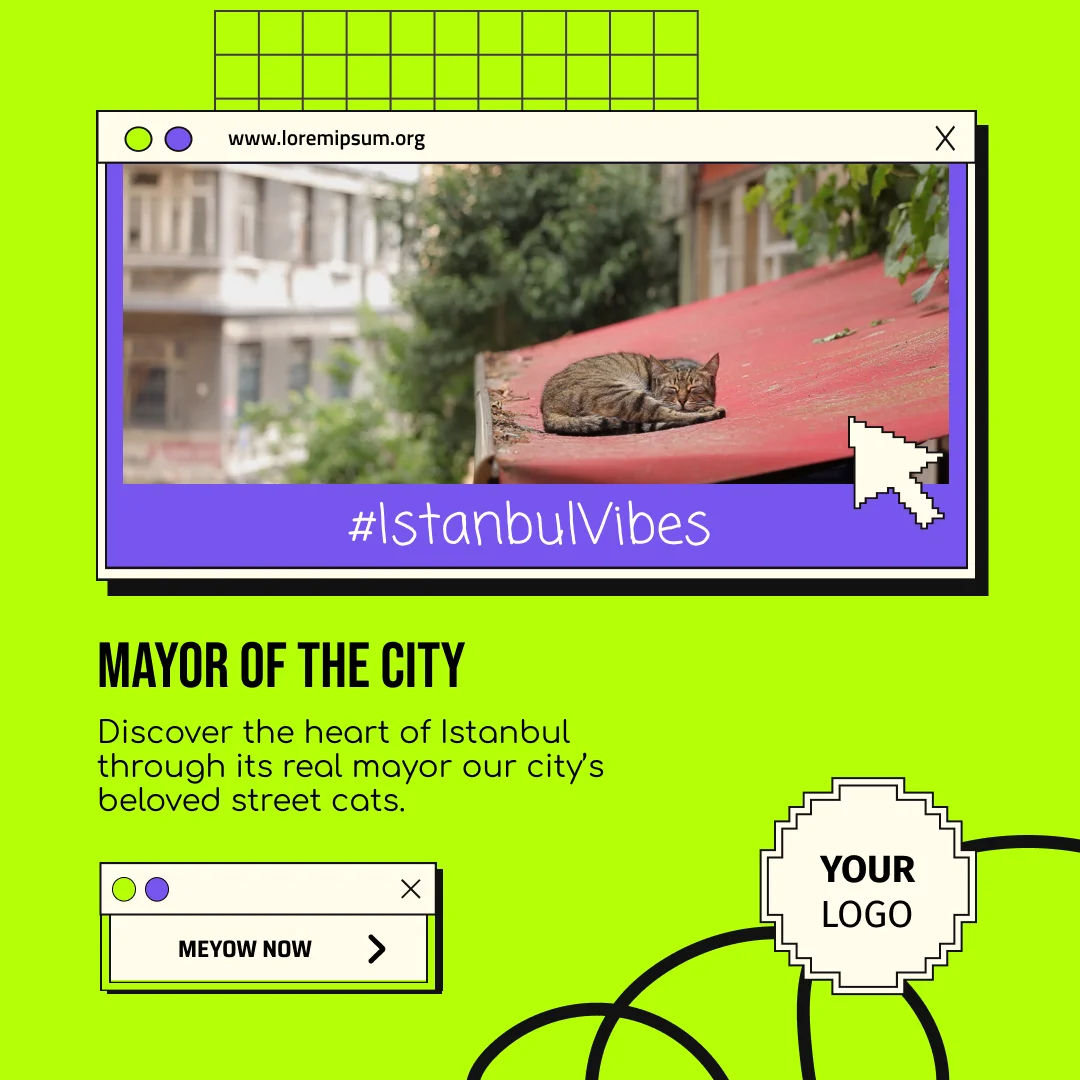 www.loremipsum.org
#IstanbulVibes
MAYOR OF THE CITY
Discover the heart of Istanbul
through its real mayor our city’s
beloved street cats.
MEYOW NOW
YOUR
LOGO